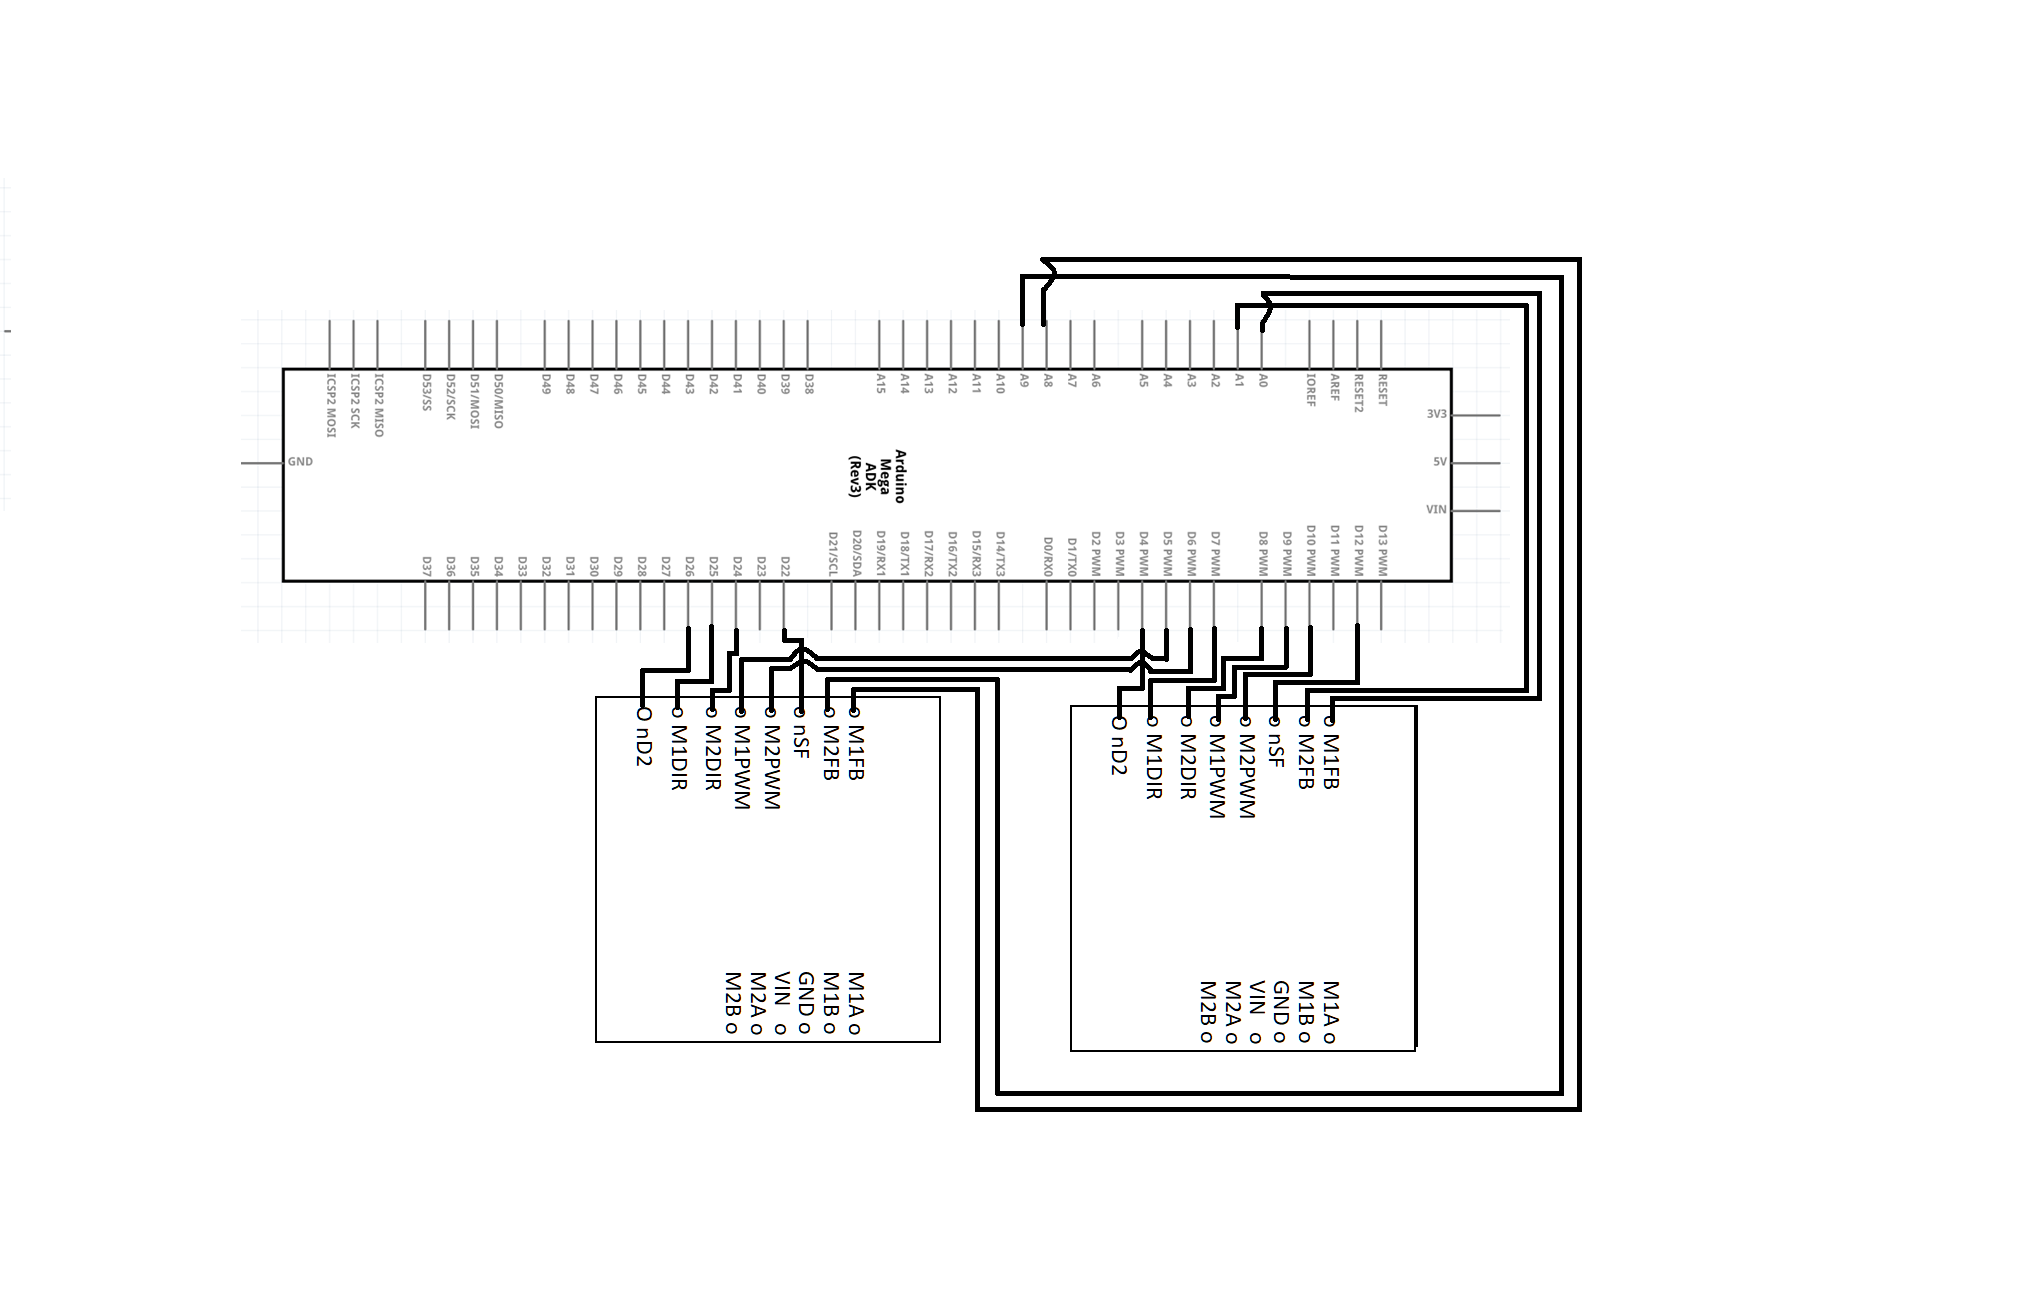 ICSP2 MOSI
ICSP2 SCK
ICSP2 MISO
D53/SS
D52/SCK
D51/MOSI
D50/MISO
D49
D48
D47
D46
D45
D44
D43
D42
D41
D40
D39
D38
A15
A14
A13
A12
A11
A10
A9
A8
A7
A6
A5
A4
A3
A2
A1
A0
IOREF
AREF
RESET2
RESET
3V3
GND
5V
VIN
Arduino
Mega
ADK
(Rev3)
D37
D36
D35
D34
D33
D32
D31
D30
D29
D28
D27
D26
D25
D24
D23
D22
D21/SCL
D20/SDA
D19/RX1
D18/TX1
D17/RX2
D16/TX2
D15/RX3
D14/TX3
D0/RX0
D1/TX0
D2 PWM
D3 PWM
D4 PWM
D5 PWM
D6 PWM
D7 PWM
D8 PWM
D9 PWM
D10 PWM
D11 PWM
D12 PWM
D13 PWM
O nD2
o M1DIR
o M2DIR
o M1PWM
o M2PWM
o nSF
o M2FB
o M1FB
M2B o
M2A o
VIN o
GND o
M1B o
M1A o
O nD2
o M1DIR
o M2DIR
o M1PWM
o M2PWM
o nSF
o M2FB
o M1FB
M2B o
M2A o
VIN o
GND o
M1B o
M1A o